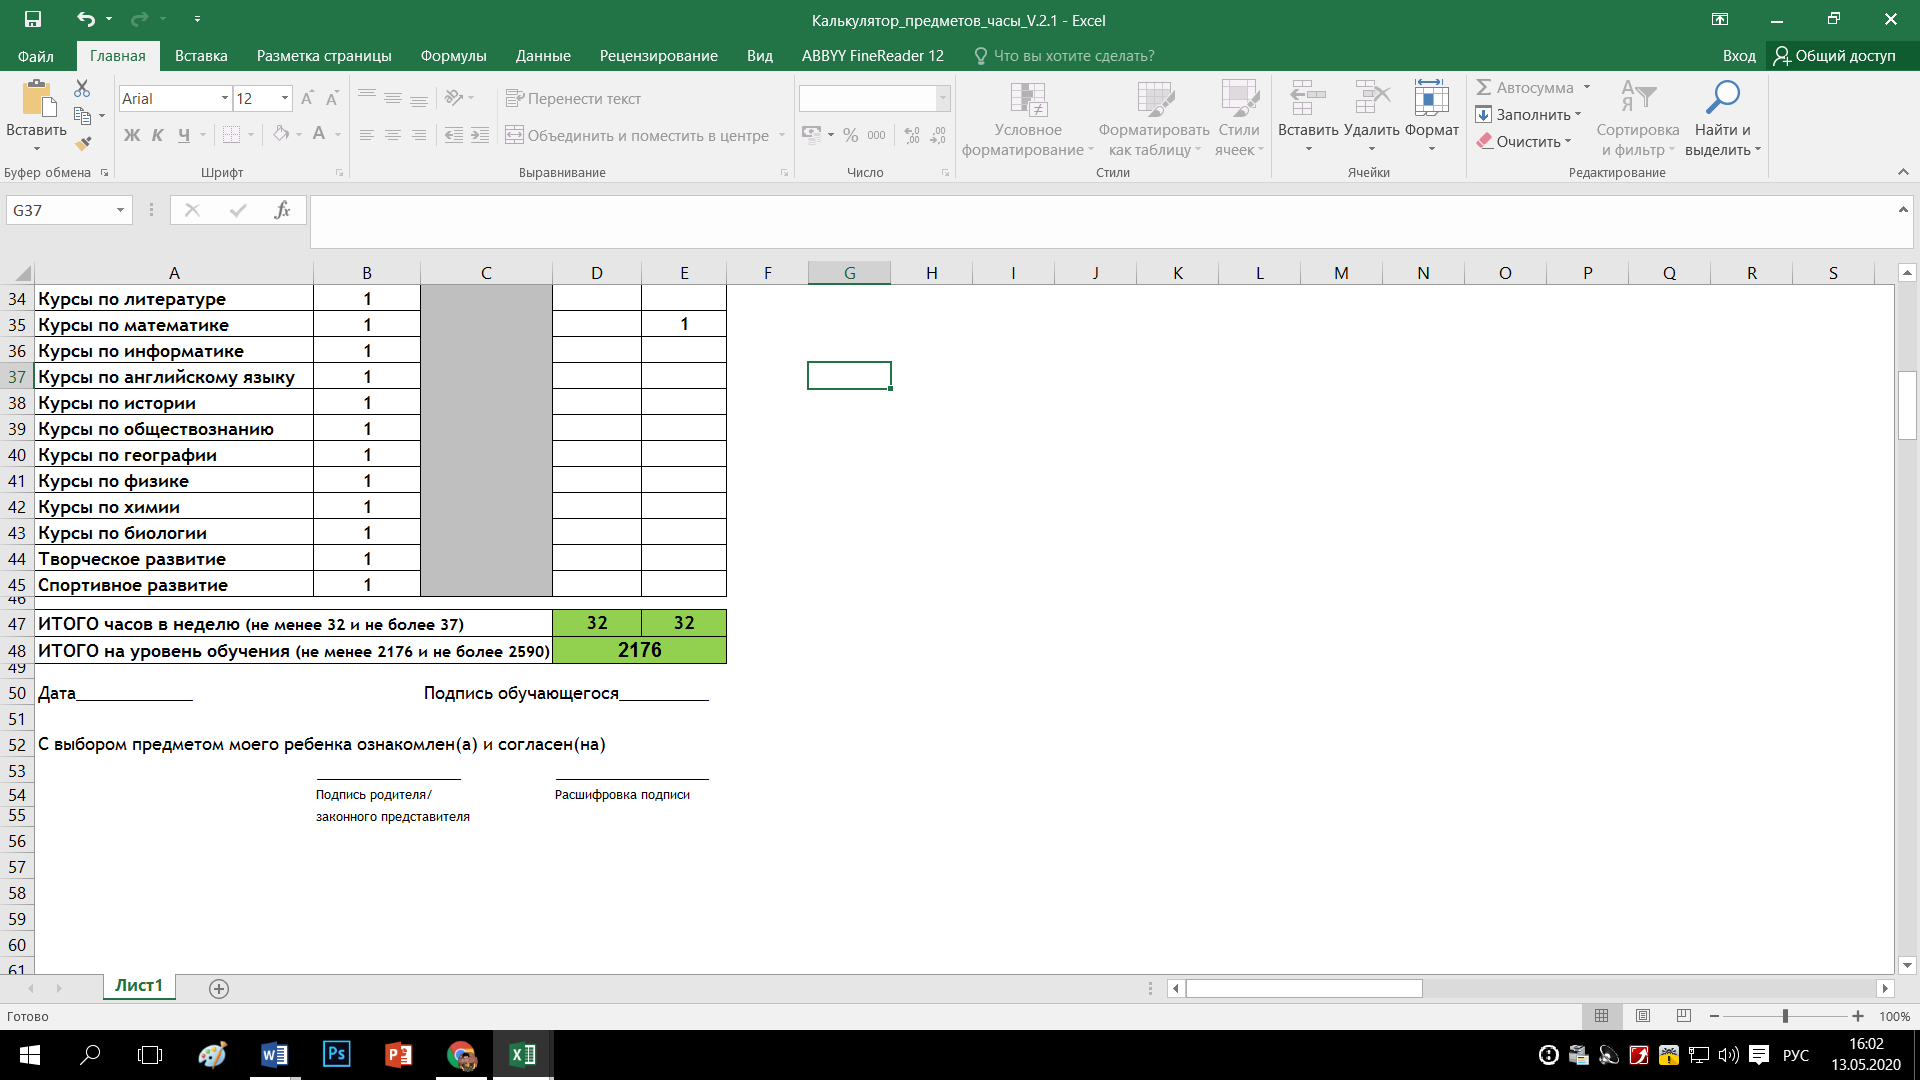 Калькулятор_предметов_часы_V.2.1 - Excel
Файл Главная Вставка Разметка страницы Формулы Данные Рецензирование Вид ABBYY FineReader 12 Что вы хотите сделать? Вход Общий доступ
Вставить
Буфер обмена
Arial 12
Ж К Ч А
Шрифт
Перенести текст
Объединить и поместить в центре
Выравнивание
% 000
Число
Условное форматирование
Форматировать как таблицу
Стили ячеек
Стили
Вставить Удалить Формат
Ячейки
Автосумма
Заполнить
Очистить
Сортировка и фильтр
Найти и выделить
Редактирование
G37 fx
A B C D E F G H I J K L M N O P Q R S
34 Курсы по литературе 1
35 Курсы по математике 1 1
36 Курсы по информатике 1
37 Курсы по английскому языку 1
38 Курсы по истории 1
39 Курсы по обществознанию 1
40 Курсы по географии 1
41 Курсы по физике 1
42 Курсы по химии 1
43 Курсы по биологии 1
44 Творческое развитие 1
45 Спортивное развитие 1
46
47 ИТОГО часов в неделю (не менее 32 и не более 37) 32 32
48 ИТОГО на уровень обучения (не менее 2176 и не более 2590) 2176
49
50 Дата_____________ Подпись обучающегося__________
51
52 С выбором предметом моего ребенка ознакомлен(а) и согласен(на)
53 ________________ _________________
54 Подпись родителя/ Расшифровка подписи
55 законного представителя
56
57
58
59
60
61
Лист1
Готово 100%
Ps РУС 16:02
13.05.2020